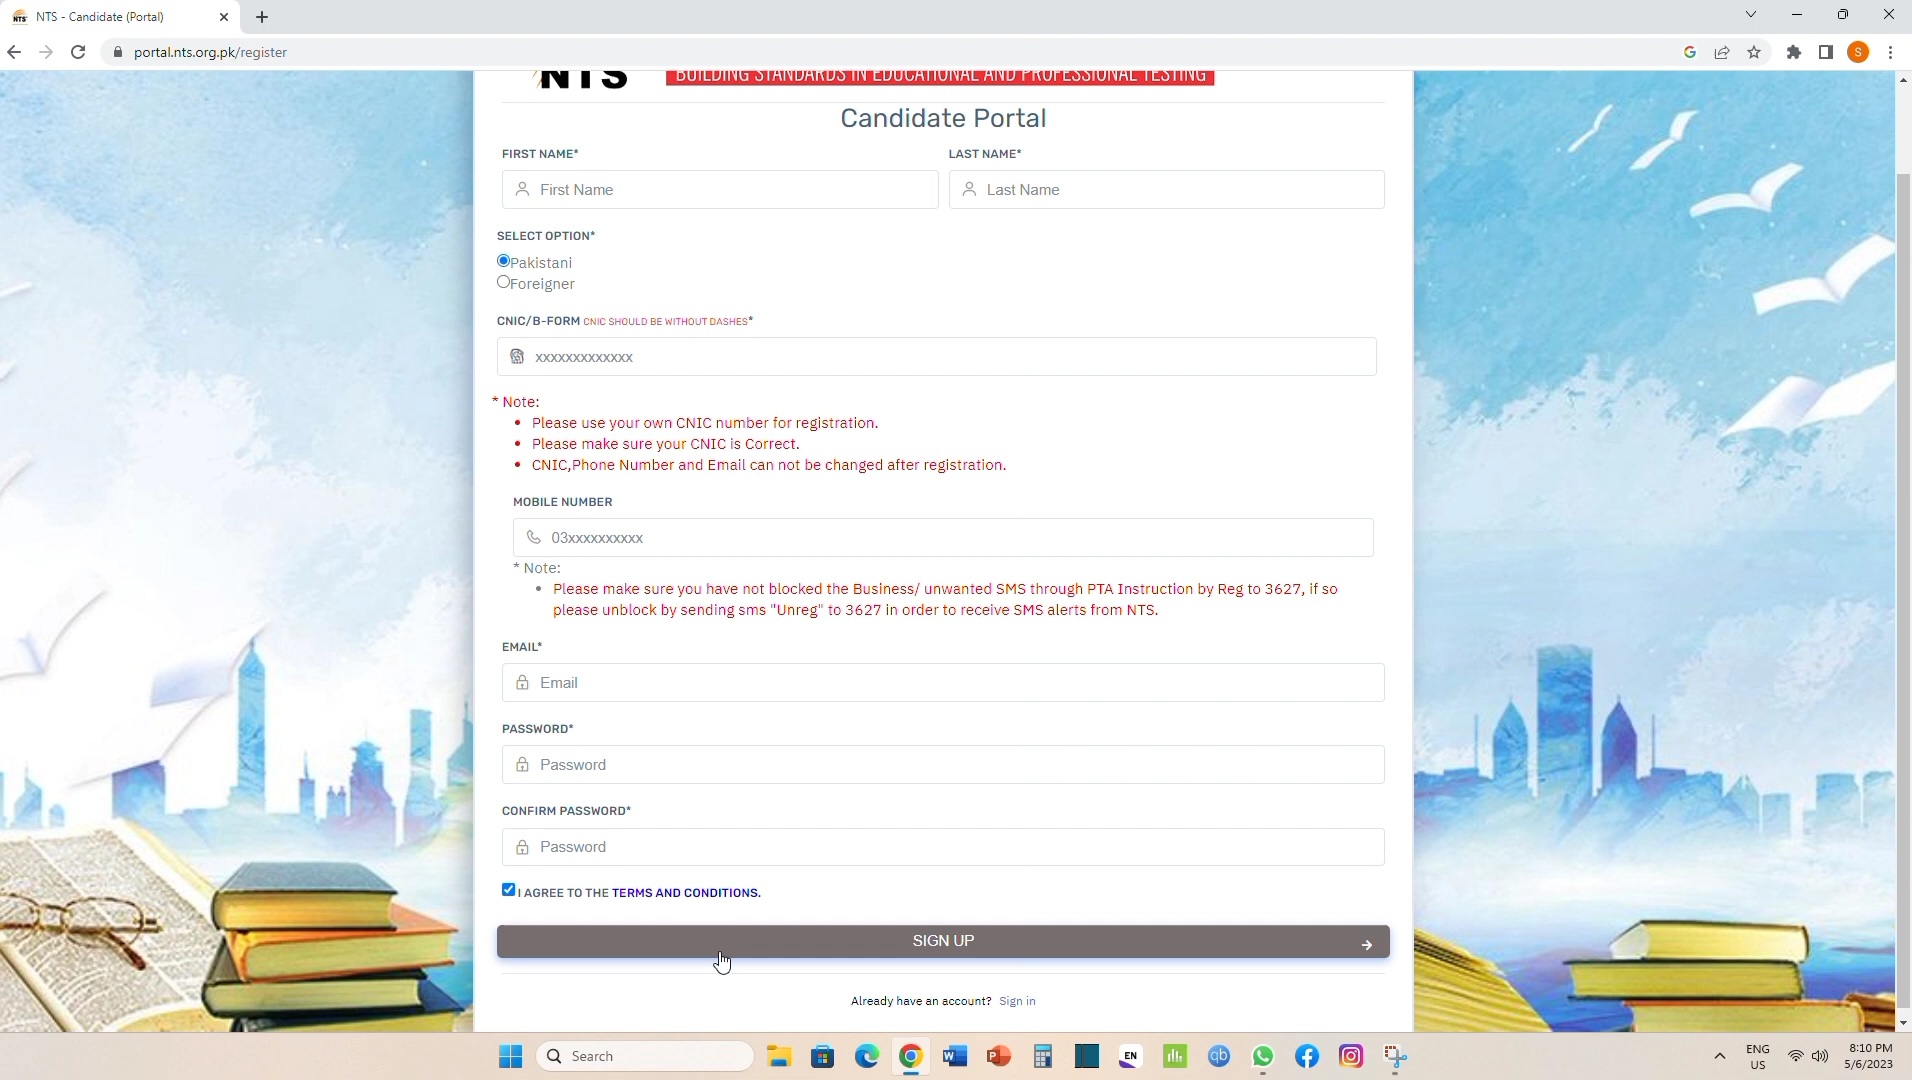 NTS - Candidate (Portal)
portal.nts.org.pk/register
NTS
BUILDING STANDARDS IN EDUCATIONAL AND PROFESSIONAL TESTING
Candidate Portal
FIRST NAME* LAST NAME*
First Name Last Name
SELECT OPTION*
Pakistani
Foreigner
CNIC/B-FORM CNIC SHOULD BE WITHOUT DASHES*
xxxxxxxxxxxxx
* Note:
• Please use your own CNIC number for registration.
• Please make sure your CNIC is Correct.
• CNIC,Phone Number and Email can not be changed after registration.
MOBILE NUMBER
03xxxxxxxxxx
* Note:
• Please make sure you have not blocked the Business/ unwanted SMS through PTA Instruction by Reg to 3627, if so
please unblock by sending sms "Unreg" to 3627 in order to receive SMS alerts from NTS.
EMAIL*
Email
PASSWORD*
Password
CONFIRM PASSWORD*
Password
I AGREE TO THE TERMS AND CONDITIONS.
SIGN UP
Already have an account? Sign in
Search
EN
qb
ENG
US
8:10 PM
5/6/2023